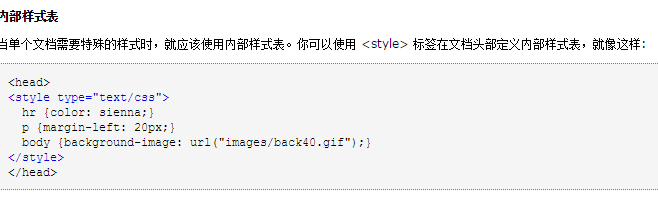 内部样式表
当单个文档需要特殊的样式时，就应该使用内部样式表。你可以使用 <style> 标签在文档头部定义内部样式表，就像这样：
<head>
<style type="text/css">
  hr {color: sienna;}
  p {margin-left: 20px;}
  body {background-image: url("images/back40.gif");}
</style>
</head>